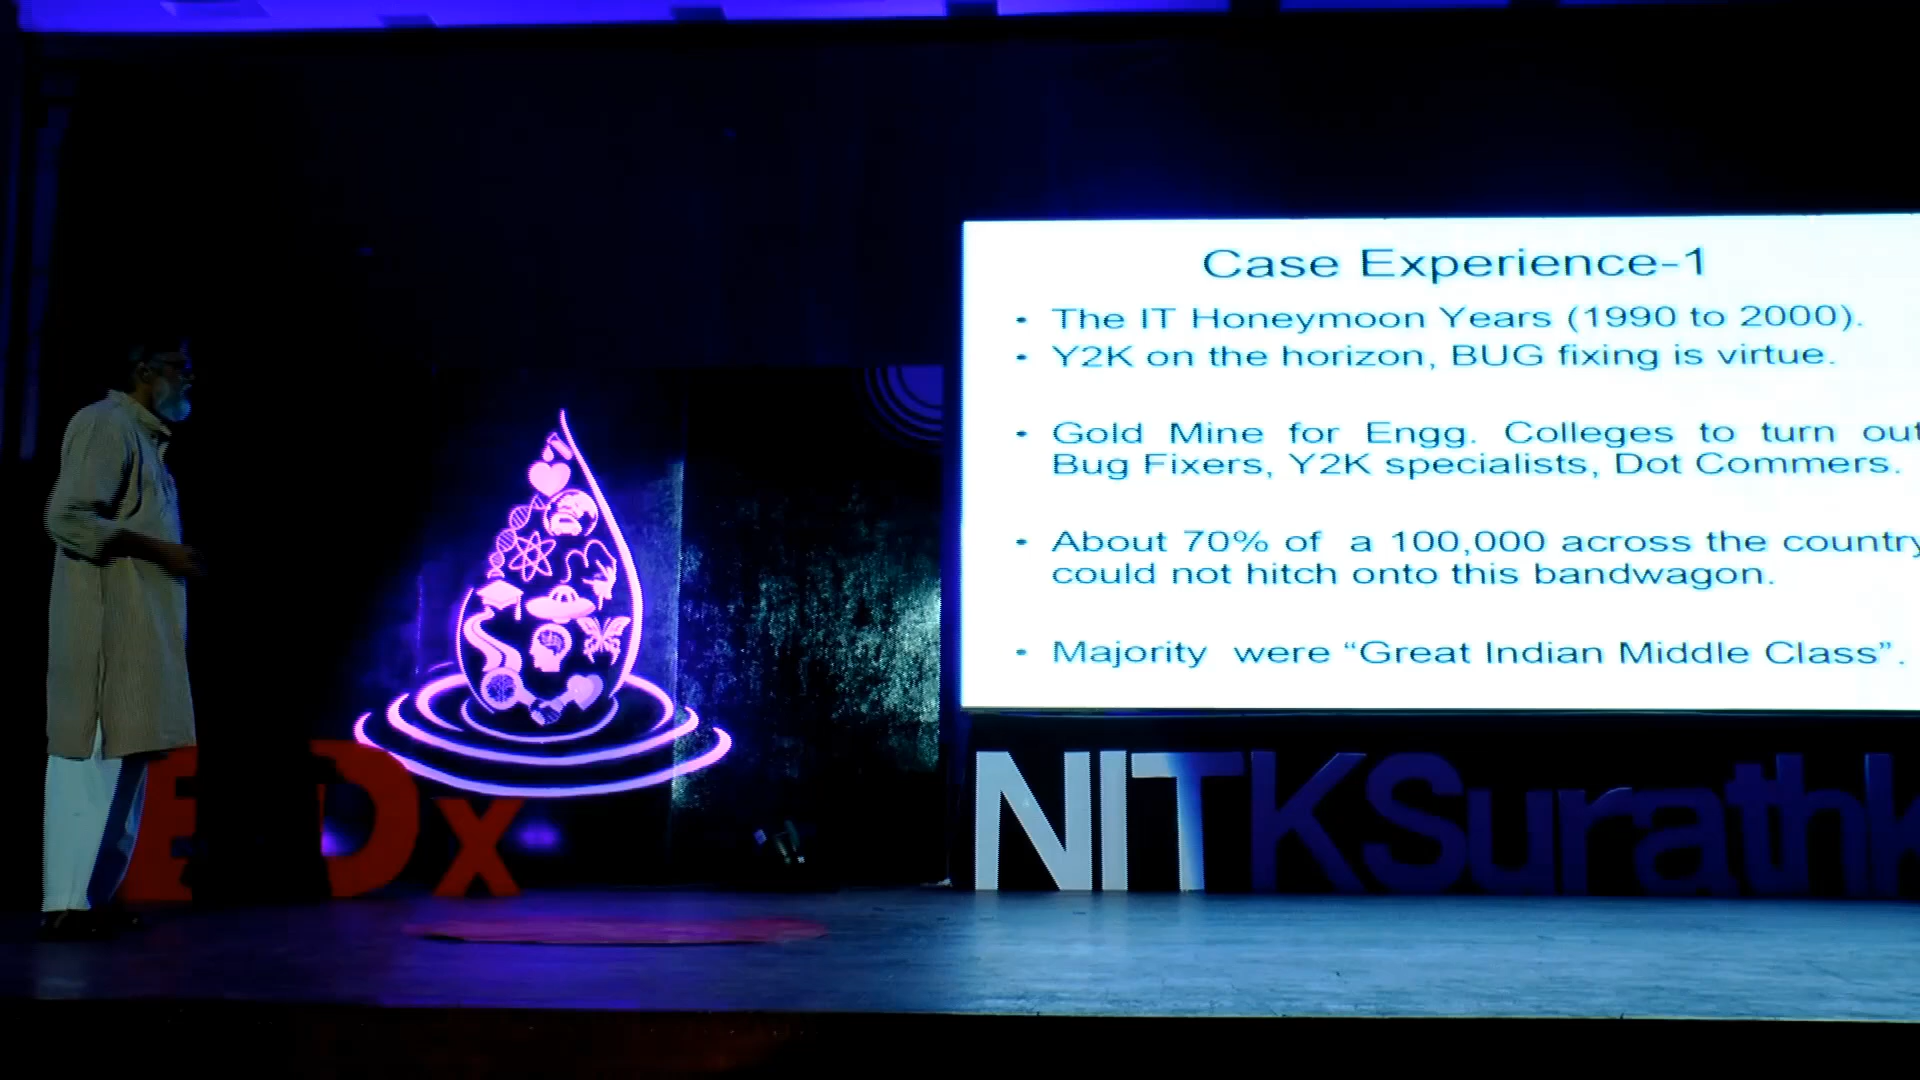 Case Experience-1
• The IT Honeymoon Years (1990 to 2000).
• Y2K on the horizon, BUG fixing is virtue.
• Gold Mine for Engg. Colleges to turn out
Bug Fixers, Y2K specialists, Dot Commers.
• About 70% of a 100,000 across the country
could not hitch onto this bandwagon.
• Majority were “Great Indian Middle Class”.
EDx
NITKSurathk